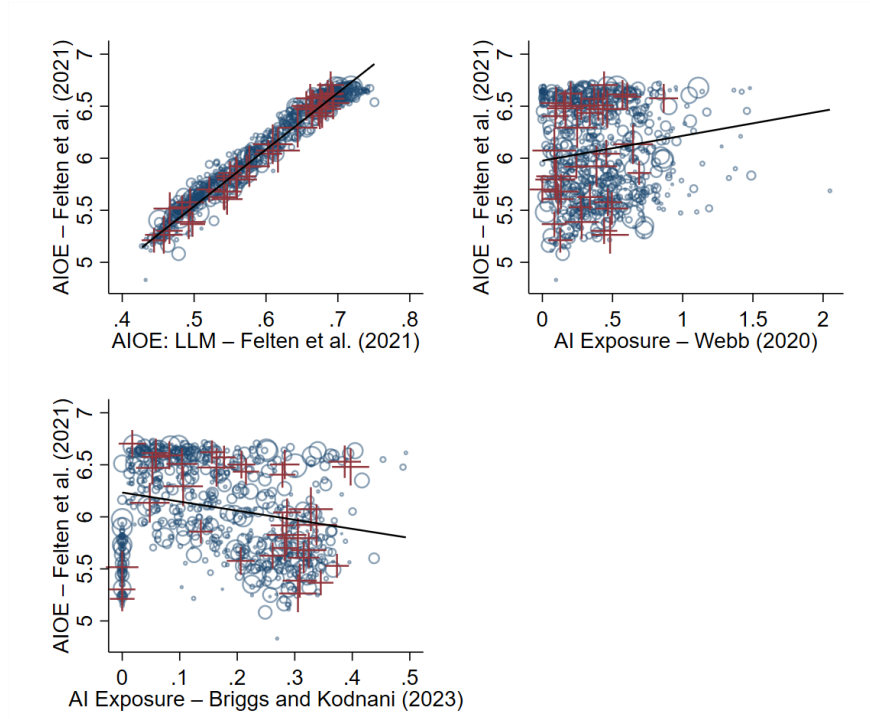 AIOE – Felten et al. (2021)
7
6.5
6
5.5
5
.4 .5 .6 .7 .8
AIOE: LLM – Felten et al. (2021)
AIOE – Felten et al. (2021)
7
6.5
6
5.5
5
0 .5 1 1.5 2
AI Exposure – Webb (2020)
AIOE – Felten et al. (2021)
7
6.5
6
5.5
5
0 .1 .2 .3 .4 .5
AI Exposure – Briggs and Kodnani (2023)